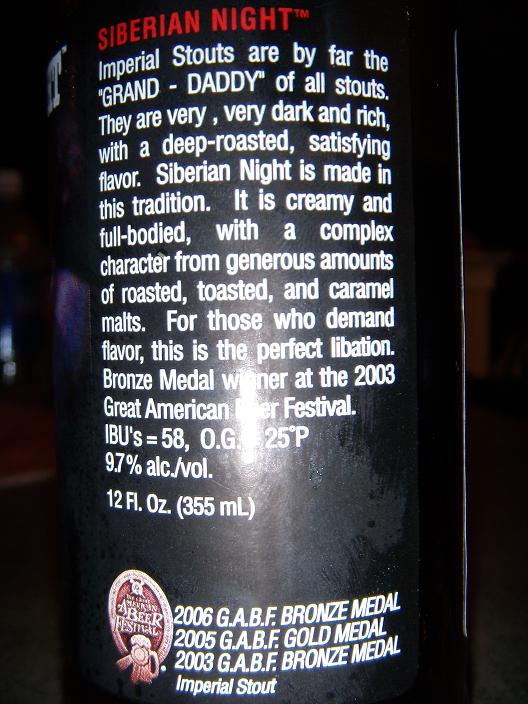 SIBERIAN NIGHT™
Imperial Stouts are by far the
"GRAND - DADDY" of all stouts.
They are very , very dark and rich,
with a deep-roasted, satisfying
flavor. Siberian Night is made in
this tradition. It is creamy and
full-bodied, with a complex
character from generous amounts
of roasted, toasted, and caramel
malts. For those who demand
flavor, this is the perfect libation.
Bronze Medal winner at the 2003
Great American Beer Festival.
IBU's = 58, O.G. 25°P
9.7% alc./vol.
12 Fl. Oz. (355 mL)
AMERICAN
BEER
FESTIVAL
2006 G.A.B.F. BRONZE MEDAL
2005 G.A.B.F. GOLD MEDAL
2003 G.A.B.F. BRONZE MEDAL
Imperial Stout